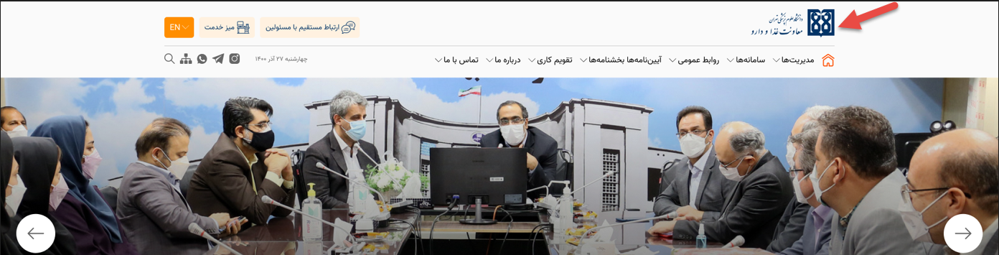 دانشگاه علوم پزشکی تهران
معاونت غذا و دارو
ارتباط مستقیم با مسئولین
میز خدمت
EN
مدیریت‌ها
سامانه‌ها
روابط عمومی
آیین‌نامه‌ها بخشنامه‌ها
تقویم کاری
درباره ما
تماس با ما
چهارشنبه ۲۷ آذر ۱۴۰۰